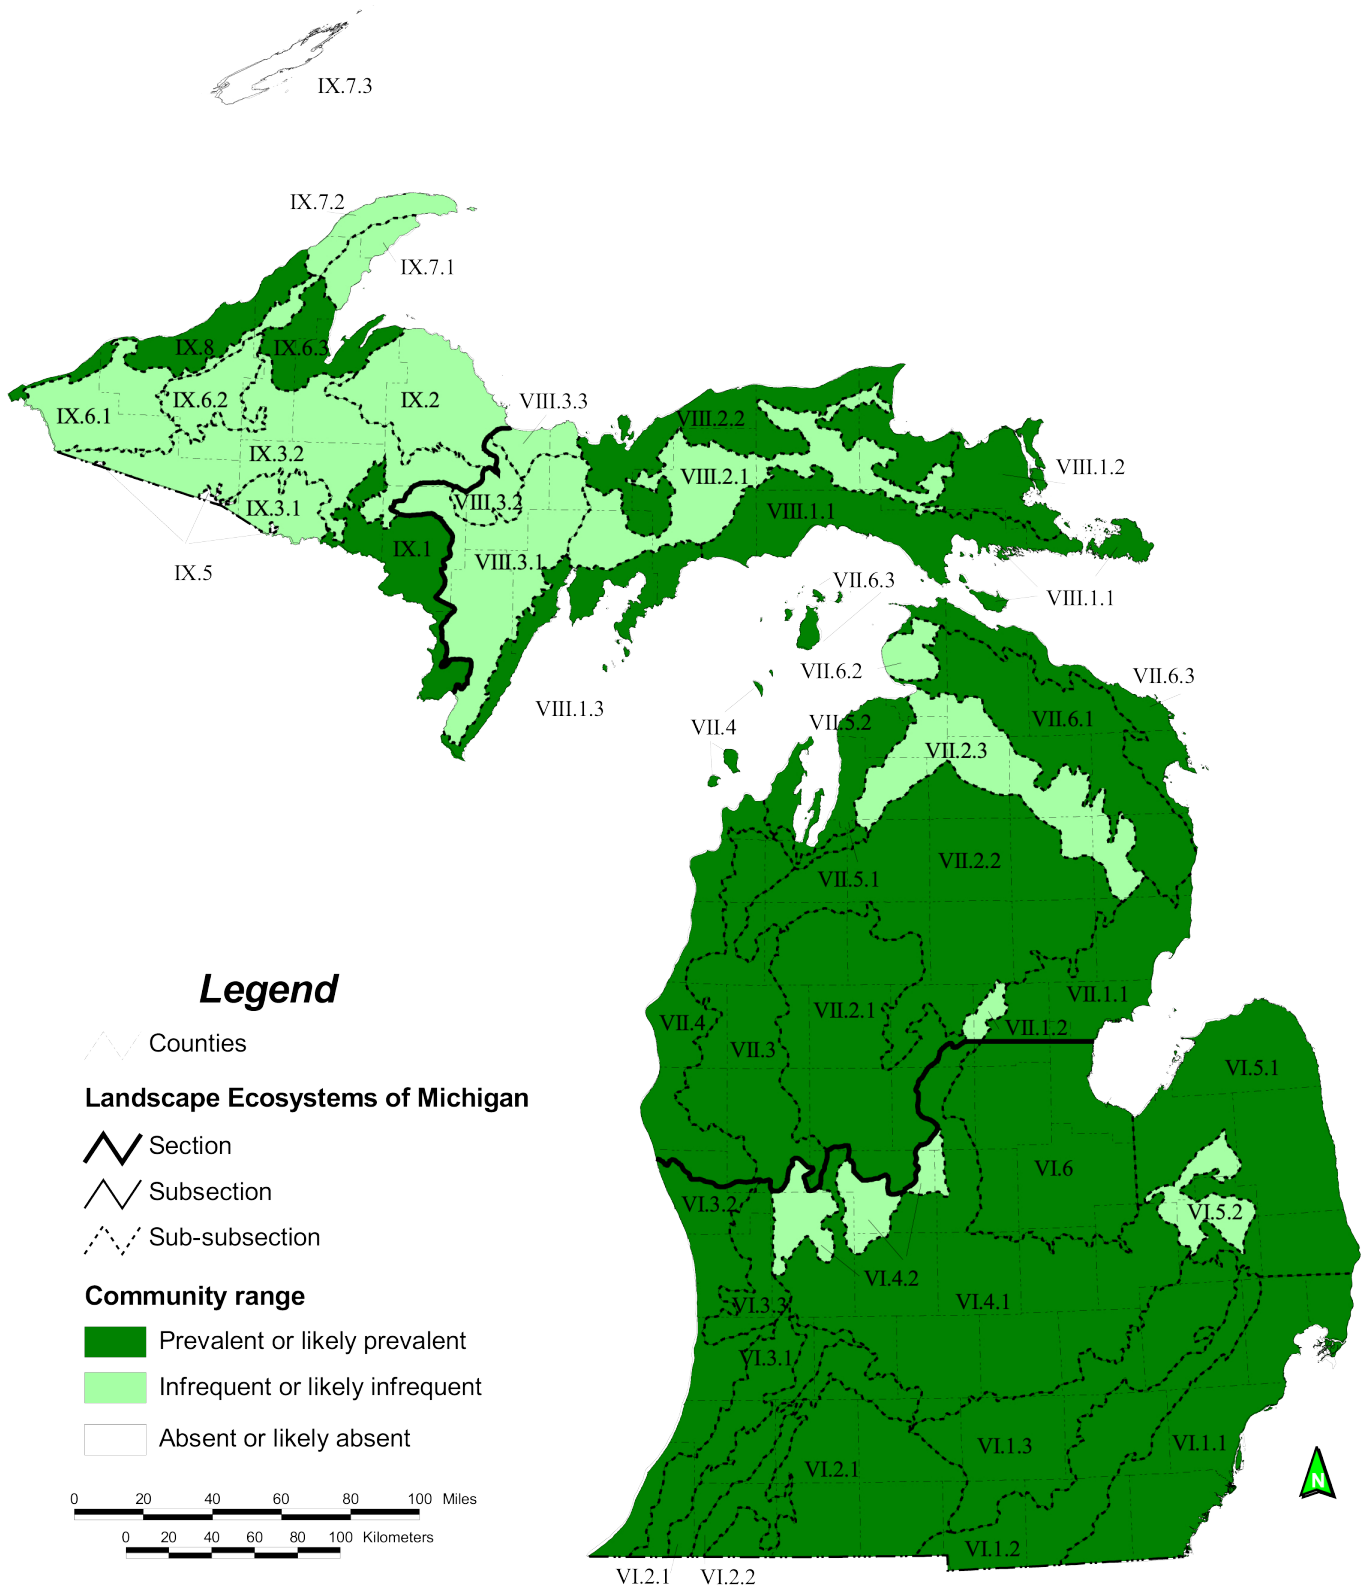 IX.7.3
IX.7.2
IX.7.1
IX.8
IX.6.3
IX.6.2
IX.6.1
IX.2
VIII.3.3
VIII.2.2
IX.3.2
VIII.2.1
VIII.1.2
IX.3.1
VIII.3.2
VIII.1.1
IX.1
VIII.3.1
IX.5
VII.6.3
VIII.1.1
VII.6.2
VII.6.3
VIII.1.3
VII.4
VII.5.2
VII.6.1
VII.2.3
VII.2.2
VII.5.1
VII.1.1
VII.4
VII.2.1
VII.1.2
VII.3
VI.5.1
VI.6
VI.3.2
VI.5.2
VI.4.2
VI.3.3
VI.4.1
VI.3.1
VI.1.3
VI.1.1
VI.2.1
VI.1.2
VI.2.1
VI.2.2
Legend
Counties
Landscape Ecosystems of Michigan
Section
Subsection
Sub-subsection
Community range
Prevalent or likely prevalent
Infrequent or likely infrequent
Absent or likely absent
0 20 40 60 80 100 Miles
0 20 40 60 80 100 Kilometers
N